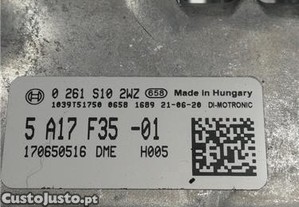 BOSCH 0 261 S10 2WZ 658 Made in Hungary
1039T51750 0658 1689 21-06-20 DI-MOTRONIC
5 A17 F35 -01
170650516 DME H005
CustoJusto.pt